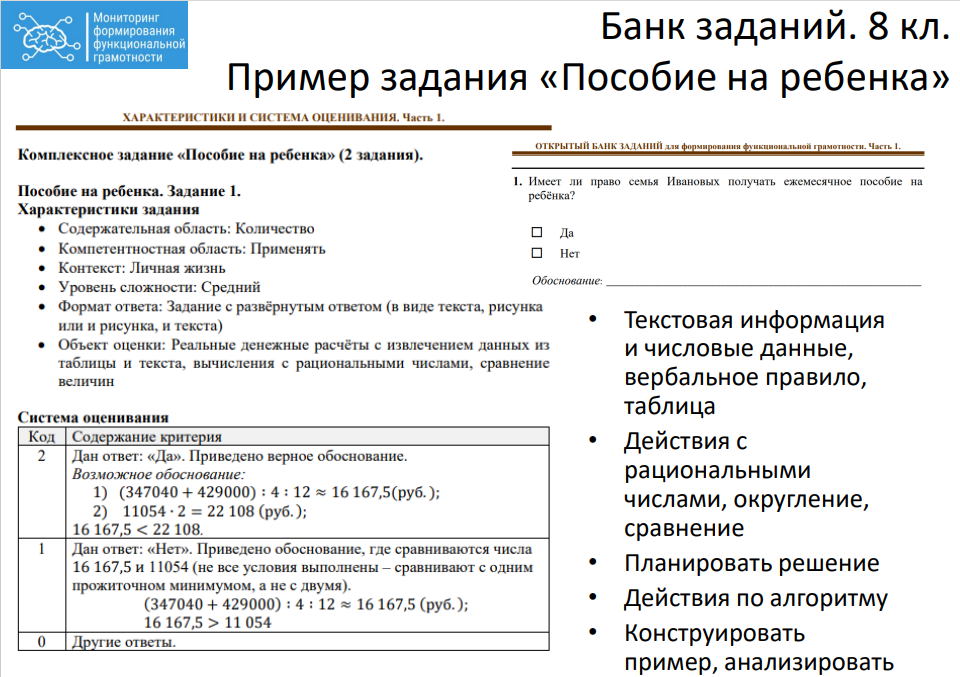 Мониторинг
формирования
функциональной
грамотности
Банк заданий. 8 кл.
Пример задания «Пособие на ребенка»
ХАРАКТЕРИСТИКИ И СИСТЕМА ОЦЕНИВАНИЯ. Часть 1.
Комплексное задание «Пособие на ребенка» (2 задания).
Пособие на ребенка. Задание 1.
Характеристики задания
• Содержательная область: Количество
• Компетентностная область: Применять
• Контекст: Личная жизнь
• Уровень сложности: Средний
• Формат ответа: Задание с развёрнутым ответом (в виде текста, рисунка
или и рисунка, и текста)
• Объект оценки: Реальные денежные расчёты с извлечением данных из
таблицы и текста, вычисления с рациональными числами, сравнение
величин
Система оценивания
Код Содержание критерия
2 Дан ответ: «Да». Приведено верное обоснование.
Возможное обоснование:
1) (347040 + 429000) : 4 : 12 ≈ 16 167,5(руб.);
2) 11054 · 2 = 22 108 (руб.);
16 167,5 < 22 108.
1 Дан ответ: «Нет». Приведено обоснование, где сравниваются числа
16 167,5 и 11054 (не все условия выполнены – сравнивают с одним
прожиточным минимумом, а не с двумя).
(347040 + 429000) : 4 : 12 ≈ 16 167,5 (руб.);
16 167,5 > 11 054
0 Другие ответы.
ОТКРЫТЫЙ БАНК ЗАДАНИЙ для формирования функциональной грамотности. Часть 1.
1. Имеет ли право семья Ивановых получать ежемесячное пособие на
ребёнка?
Да
Нет
Обоснование:
• Текстовая информация
и числовые данные,
вербальное правило,
таблица
• Действия с
рациональными
числами, округление,
сравнение
• Планировать решение
• Действия по алгоритму
• Конструировать
пример, анализировать